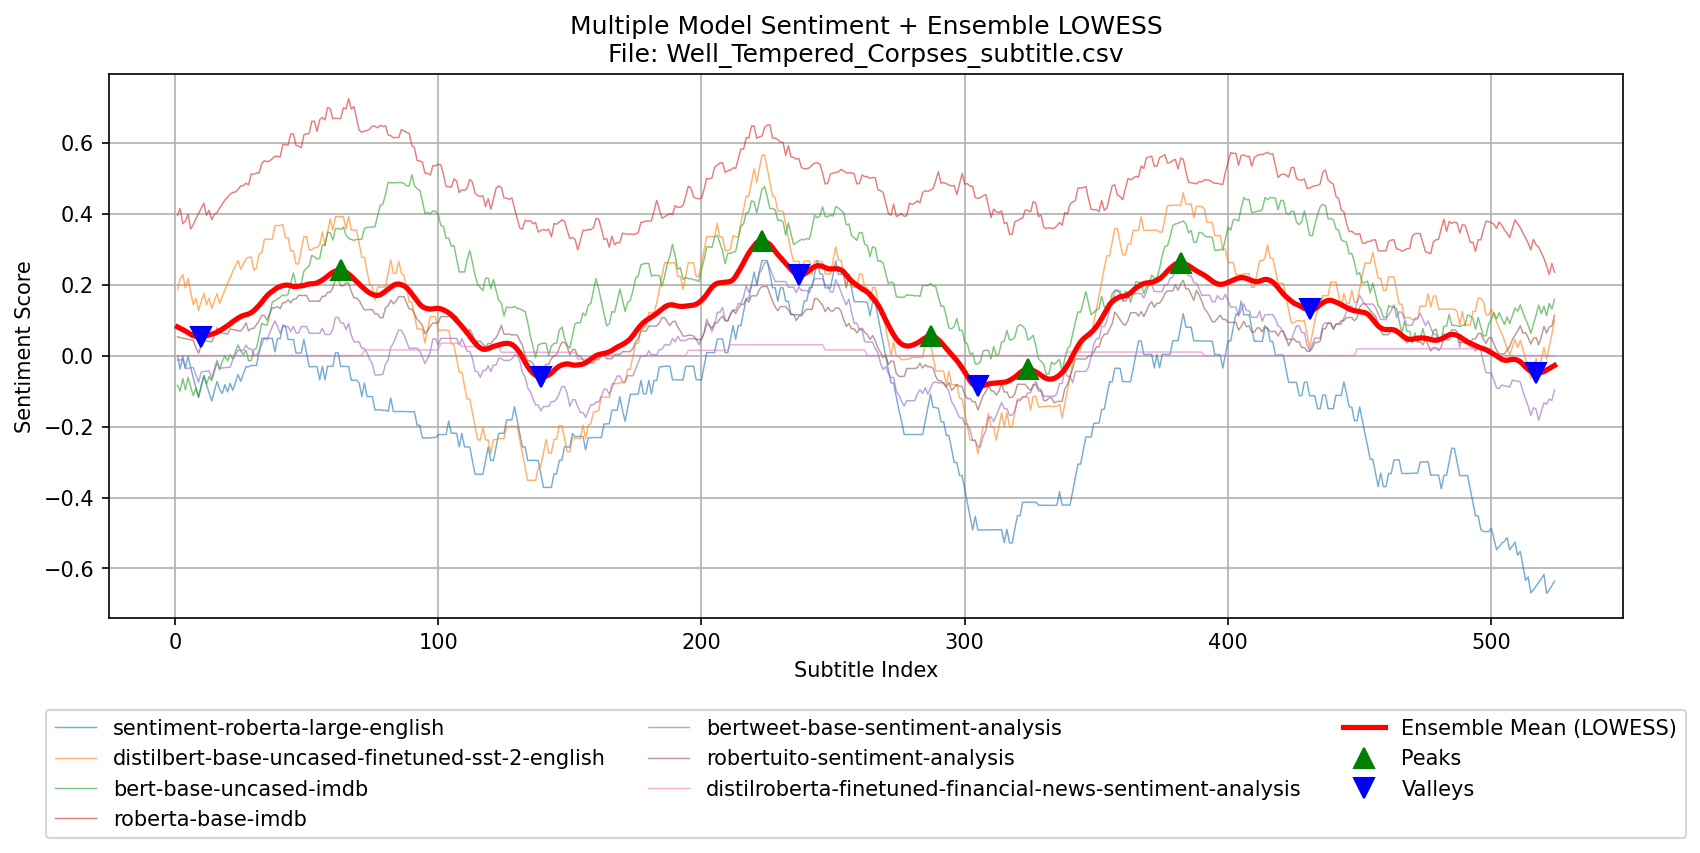 Multiple Model Sentiment + Ensemble LOWESS
File: Well_Tempered_Corpses_subtitle.csv
Sentiment Score
0.6
0.4
0.2
0.0
−0.2
−0.4
−0.6
0 100 200 300 400 500
Subtitle Index
sentiment-roberta-large-english
distilbert-base-uncased-finetuned-sst-2-english
bert-base-uncased-imdb
roberta-base-imdb
bertweet-base-sentiment-analysis
robertuito-sentiment-analysis
distilroberta-finetuned-financial-news-sentiment-analysis
Ensemble Mean (LOWESS)
Peaks
Valleys